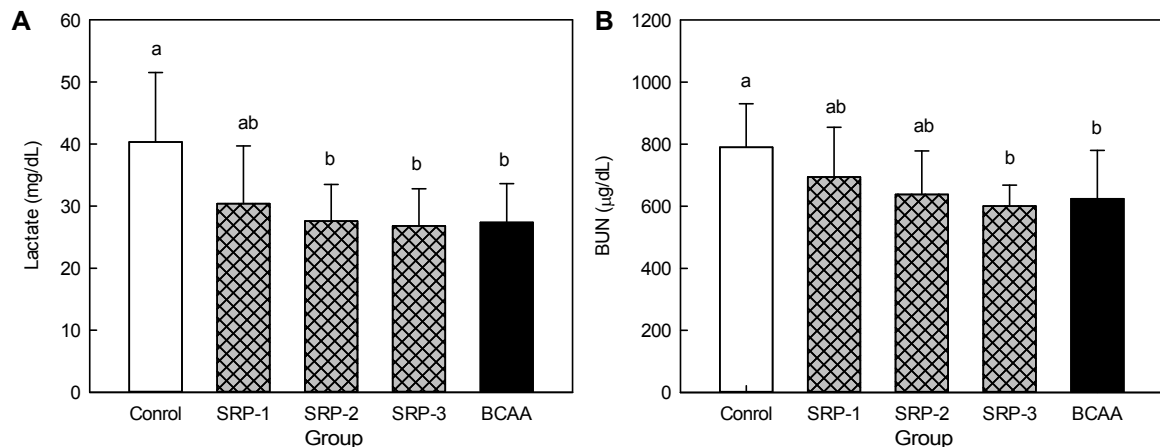 A
Lactate (mg/dL)
60
50
40
30
20
10
0
a
ab
b
b
b
Conrol SRP-1 SRP-2 SRP-3 BCAA
Group
B
BUN (μg/dL)
1200
1000
800
600
400
200
0
a
ab
ab
b
b
Conrol SRP-1 SRP-2 SRP-3 BCAA
Group